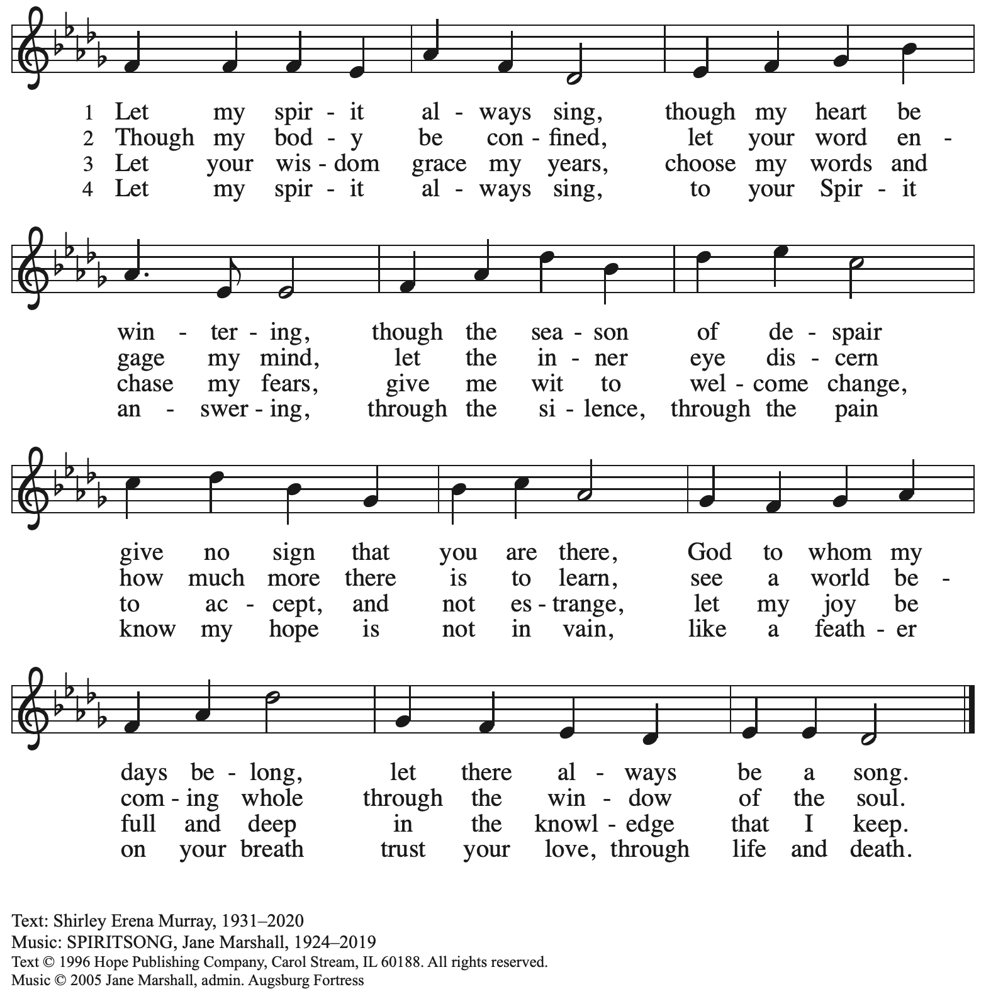 1 Let my spir - it al - ways sing, though my heart be
2 Though my bod - y be con - fined, let your word en -
3 Let your wis - dom grace my years, choose my words and
4 Let my spir - it al - ways sing, to your Spir - it
win - ter - ing, though the sea - son of de - spair
gage my mind, let the in - ner eye dis - cern
chase my fears, give me wit to wel - come change,
an - swer - ing, through the si - lence, through the pain
give no sign that you are there, God to whom my
how much more there is to learn, see a world be -
to ac - cept, and not es - trange, let my joy be
know my hope is not in vain, like a feath - er
days be - long, let there al - ways be a song.
com - ing whole through the win - dow of the soul.
full and deep in the knowl - edge that I keep.
on your breath trust your love, through life and death.
Text: Shirley Erena Murray, 1931–2020
Music: SPIRITSONG, Jane Marshall, 1924–2019
Text © 1996 Hope Publishing Company, Carol Stream, IL 60188. All rights reserved.
Music © 2005 Jane Marshall, admin. Augsburg Fortress